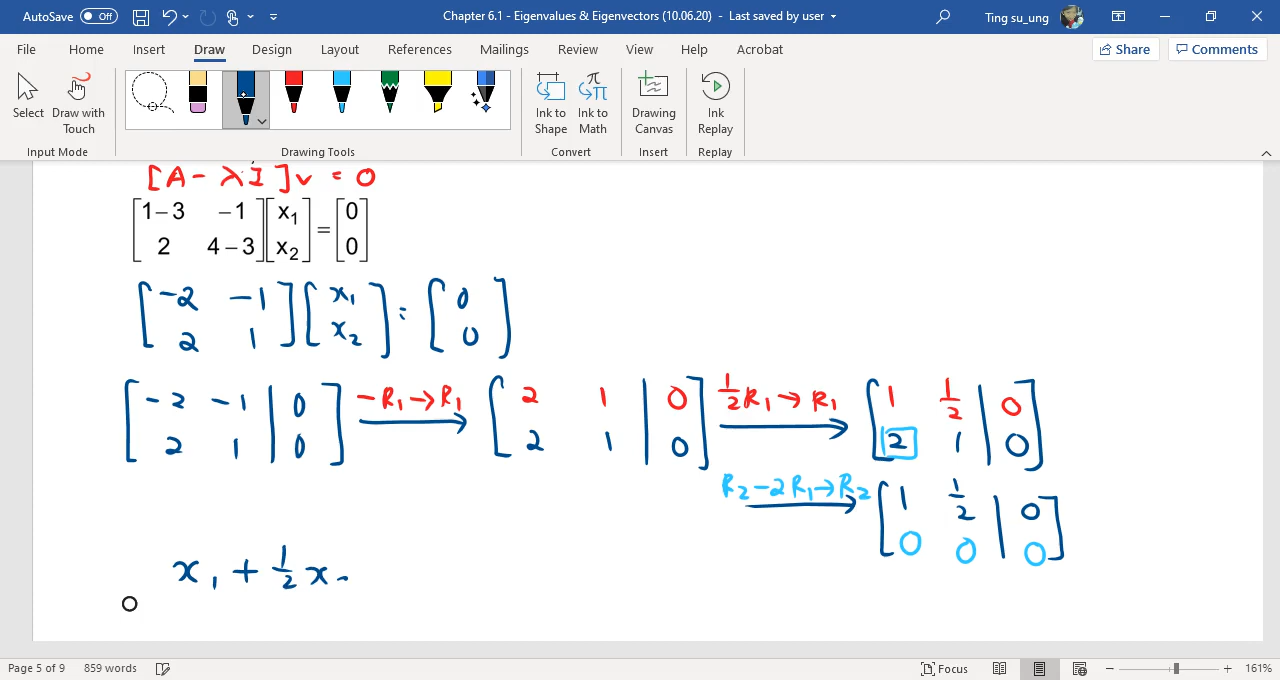 AutoSave Off Chapter 6.1 - Eigenvalues & Eigenvectors (10.06.20) - Last saved by user Ting su_ung
File Home Insert Draw Design Layout References Mailings Review View Help Acrobat Share Comments
Select Draw with Touch Ink to Shape Ink to Math Drawing Canvas Ink Replay
Input Mode Drawing Tools Convert Insert Replay
[A - λI]v = 0
[1-3 -1] [x₁] = [0]
[2 4-3] [x₂] [0]
[-2 -1] [x₁] = [0]
[2 1] [x₂] [0]
[-2 -1 | 0] -R₁→R₁ [2 1 | 0] ½R₁→R₁ [1 ½ | 0]
[2 1 | 0] [2 1 | 0] [2 1 | 0]
R₂-2R₁→R₂ [1 ½ | 0]
[0 0 | 0]
x₁ + ½x
Page 5 of 9 859 words Focus 161%